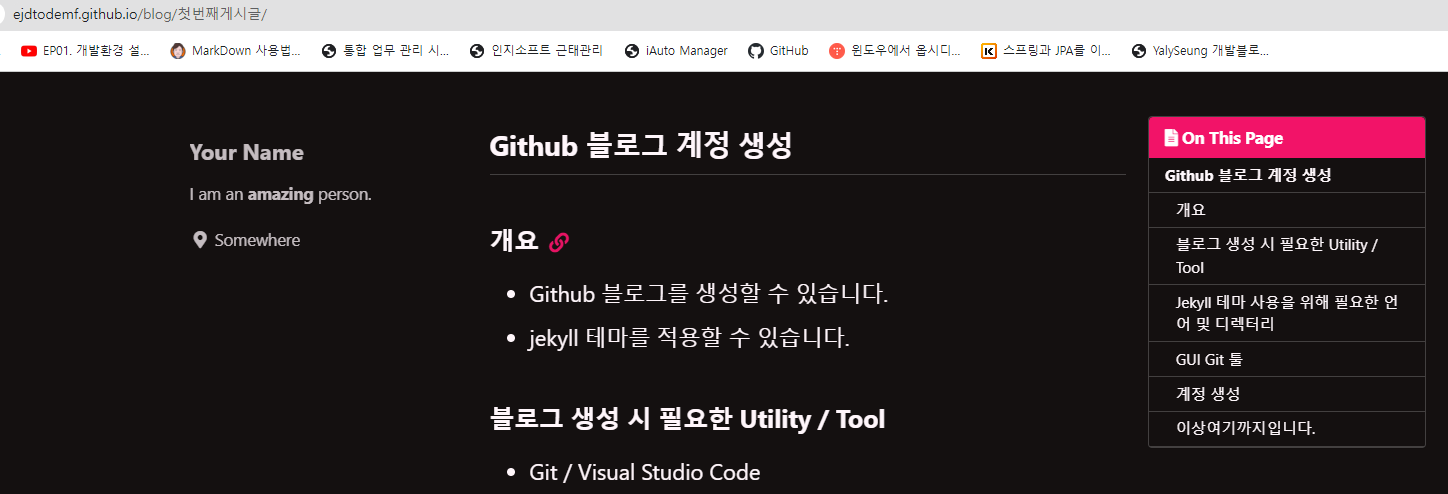 ejdtodemf.github.io/blog/첫번째게시글/
EP01. 개발환경 설...
MarkDown 사용법...
통합 업무 관리 시...
인지소프트 근태관리
iAuto Manager
GitHub
윈도우에서 옵시디...
스프링과 JPA를 이...
YalySeung 개발블로...
Your Name
I am an amazing person.
Somewhere
Github 블로그 계정 생성
개요
Github 블로그를 생성할 수 있습니다.
jekyll 테마를 적용할 수 있습니다.
블로그 생성 시 필요한 Utility / Tool
Git / Visual Studio Code
On This Page
Github 블로그 계정 생성
개요
블로그 생성 시 필요한 Utility /
Tool
Jekyll 테마 사용을 위해 필요한 언
어 및 디렉터리
GUI Git 툴
계정 생성
이상여기까지입니다.